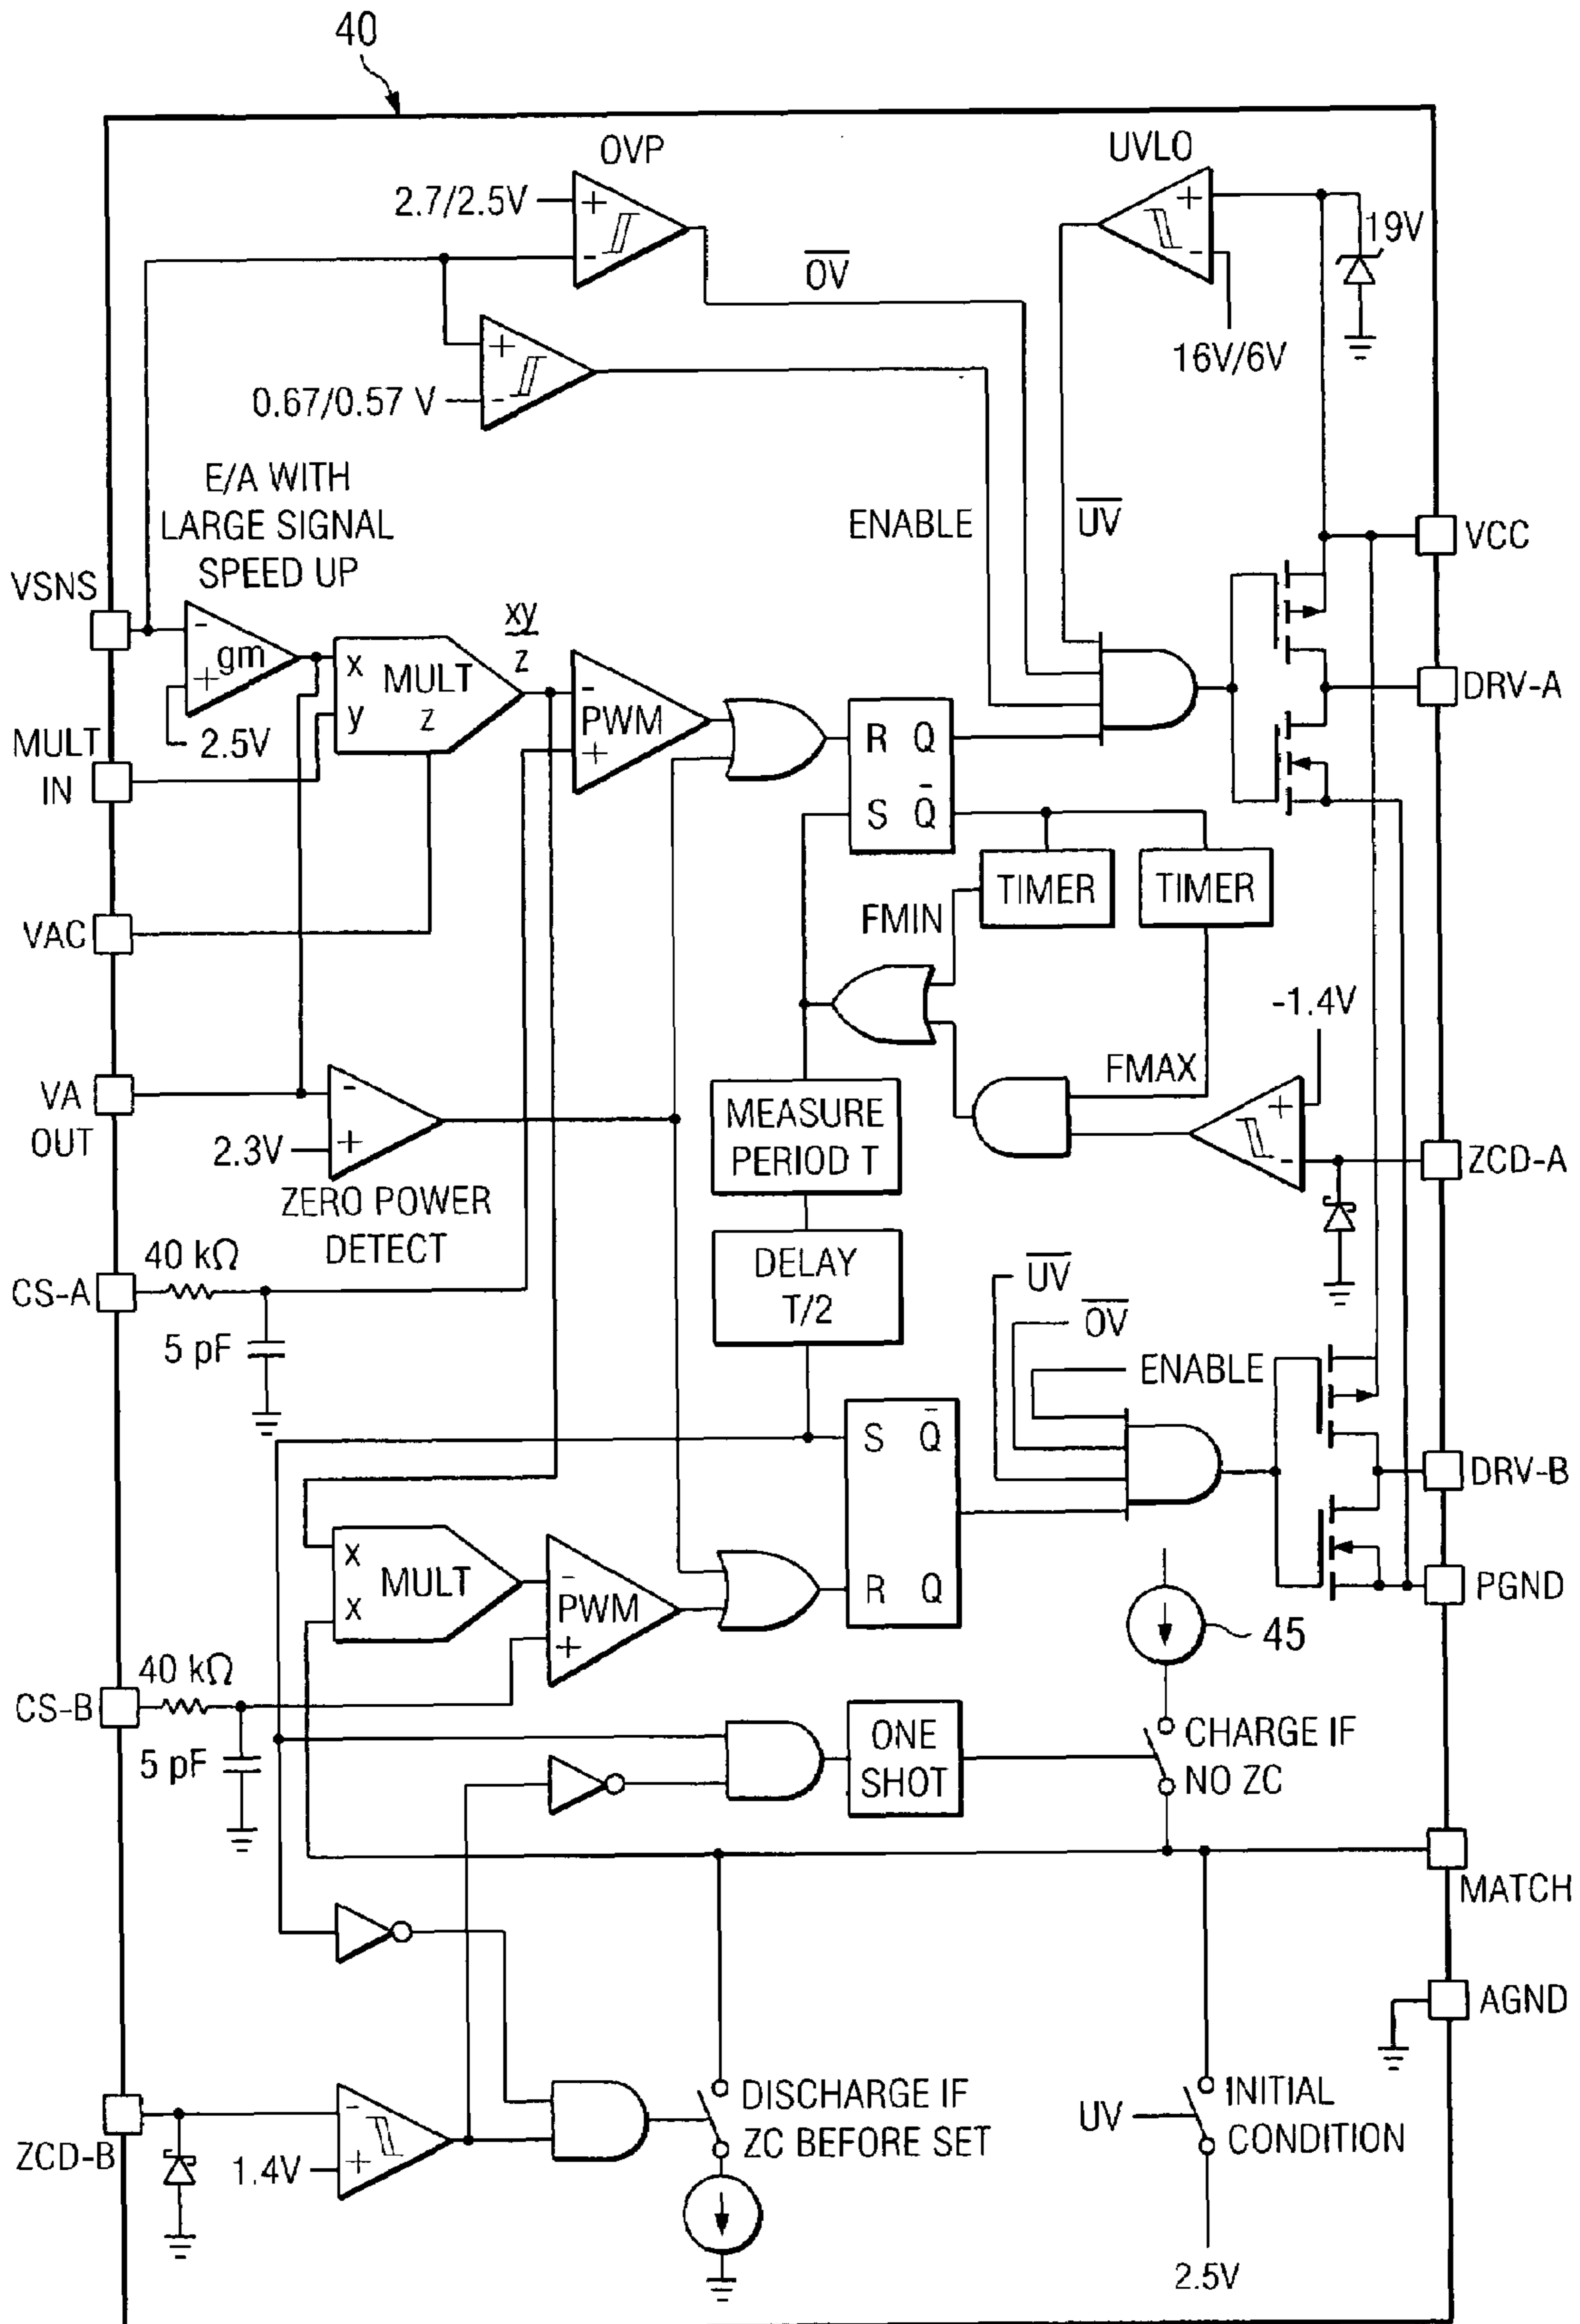 40
OVP
UVLO
2.7/2.5V
+
-
OV
+
-
19V
16V/6V
+
-
0.67/0.57 V
E/A WITH
LARGE SIGNAL
SPEED UP
ENABLE
UV
VCC
VSNS
-
gm
+
2.5V
x
MULT
y
z
xy
z
-
PWM
+
R Q
S Q
DRV-A
MULT
IN
TIMER
TIMER
FMIN
VAC
-1.4V
FMAX
+
-
VA
OUT
-
+
2.3V
ZERO POWER
DETECT
MEASURE
PERIOD T
ZCD-A
DELAY
T/2
40 kΩ
CS-A
5 pF
UV
OV
ENABLE
S Q
R Q
DRV-B
x
MULT
x
-
PWM
+
PGND
45
40 kΩ
CS-B
5 pF
ONE
SHOT
CHARGE IF
NO ZC
MATCH
AGND
ZCD-B
-
+
1.4V
DISCHARGE IF
ZC BEFORE SET
UV
INITIAL
CONDITION
2.5V